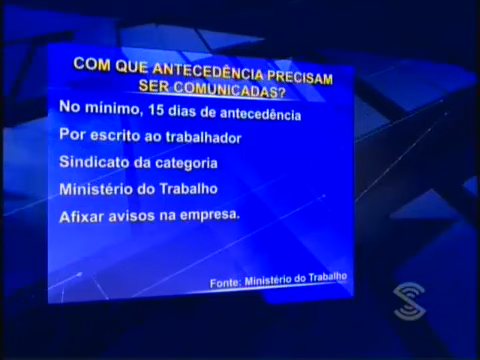 COM QUE ANTECEDÊNCIA PRECISAM
SER COMUNICADAS?
No mínimo, 15 dias de antecedência
Por escrito ao trabalhador
Sindicato da categoria
Ministério do Trabalho
Afixar avisos na empresa.
Fonte: Ministério do Trabalho